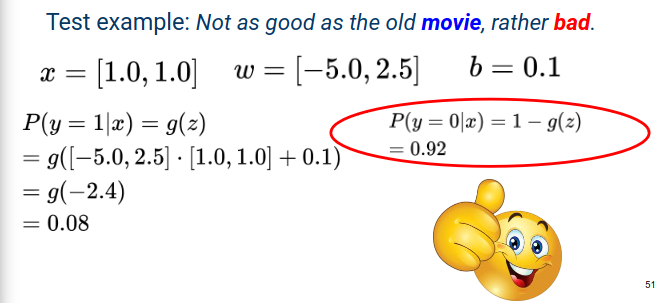 Test example: Not as good as the old movie, rather bad.
x = [1.0, 1.0] w = [−5.0, 2.5] b = 0.1
P(y = 1|x) = g(z)
= g([−5.0, 2.5] · [1.0, 1.0] + 0.1)
= g(−2.4)
= 0.08
P(y = 0|x) = 1 − g(z)
= 0.92
51